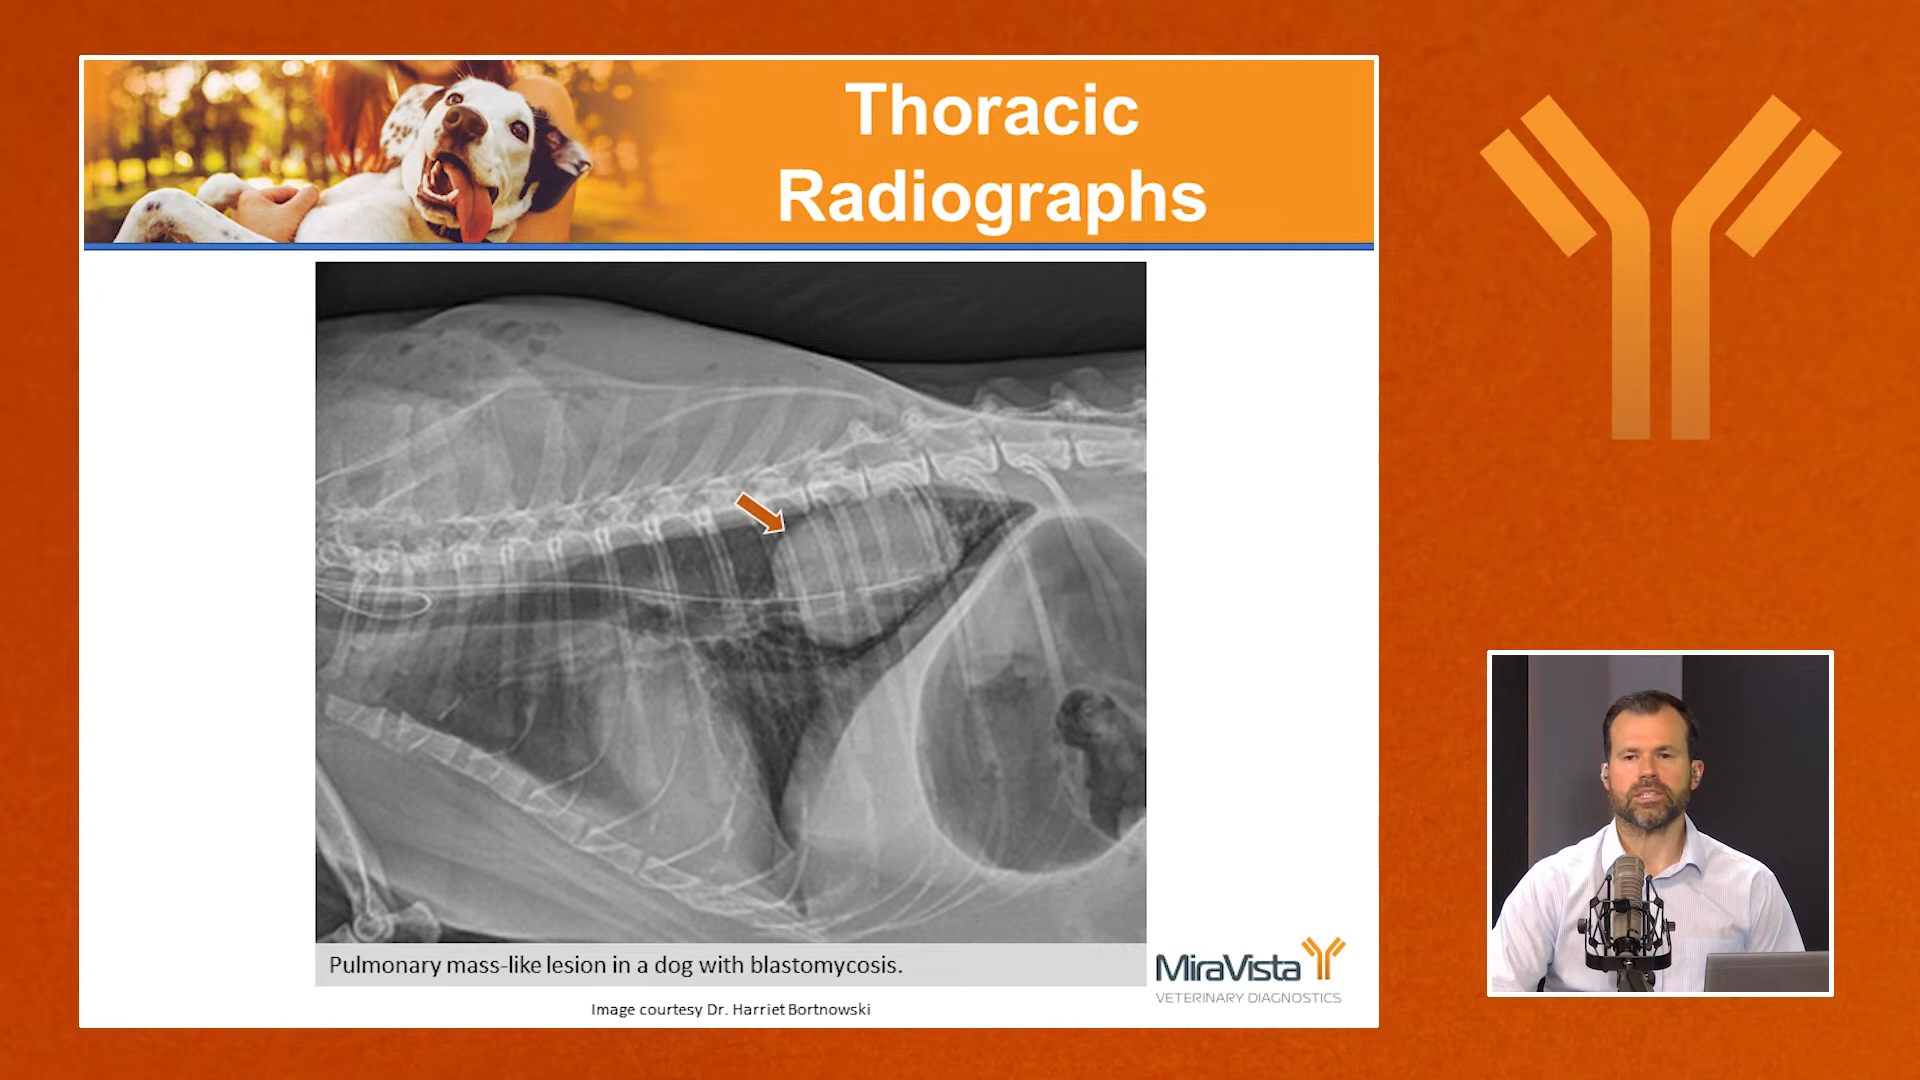 Thoracic
Radiographs
Pulmonary mass-like lesion in a dog with blastomycosis.
Image courtesy Dr. Harriet Bortnowski
MiraVista
VETERINARY DIAGNOSTICS